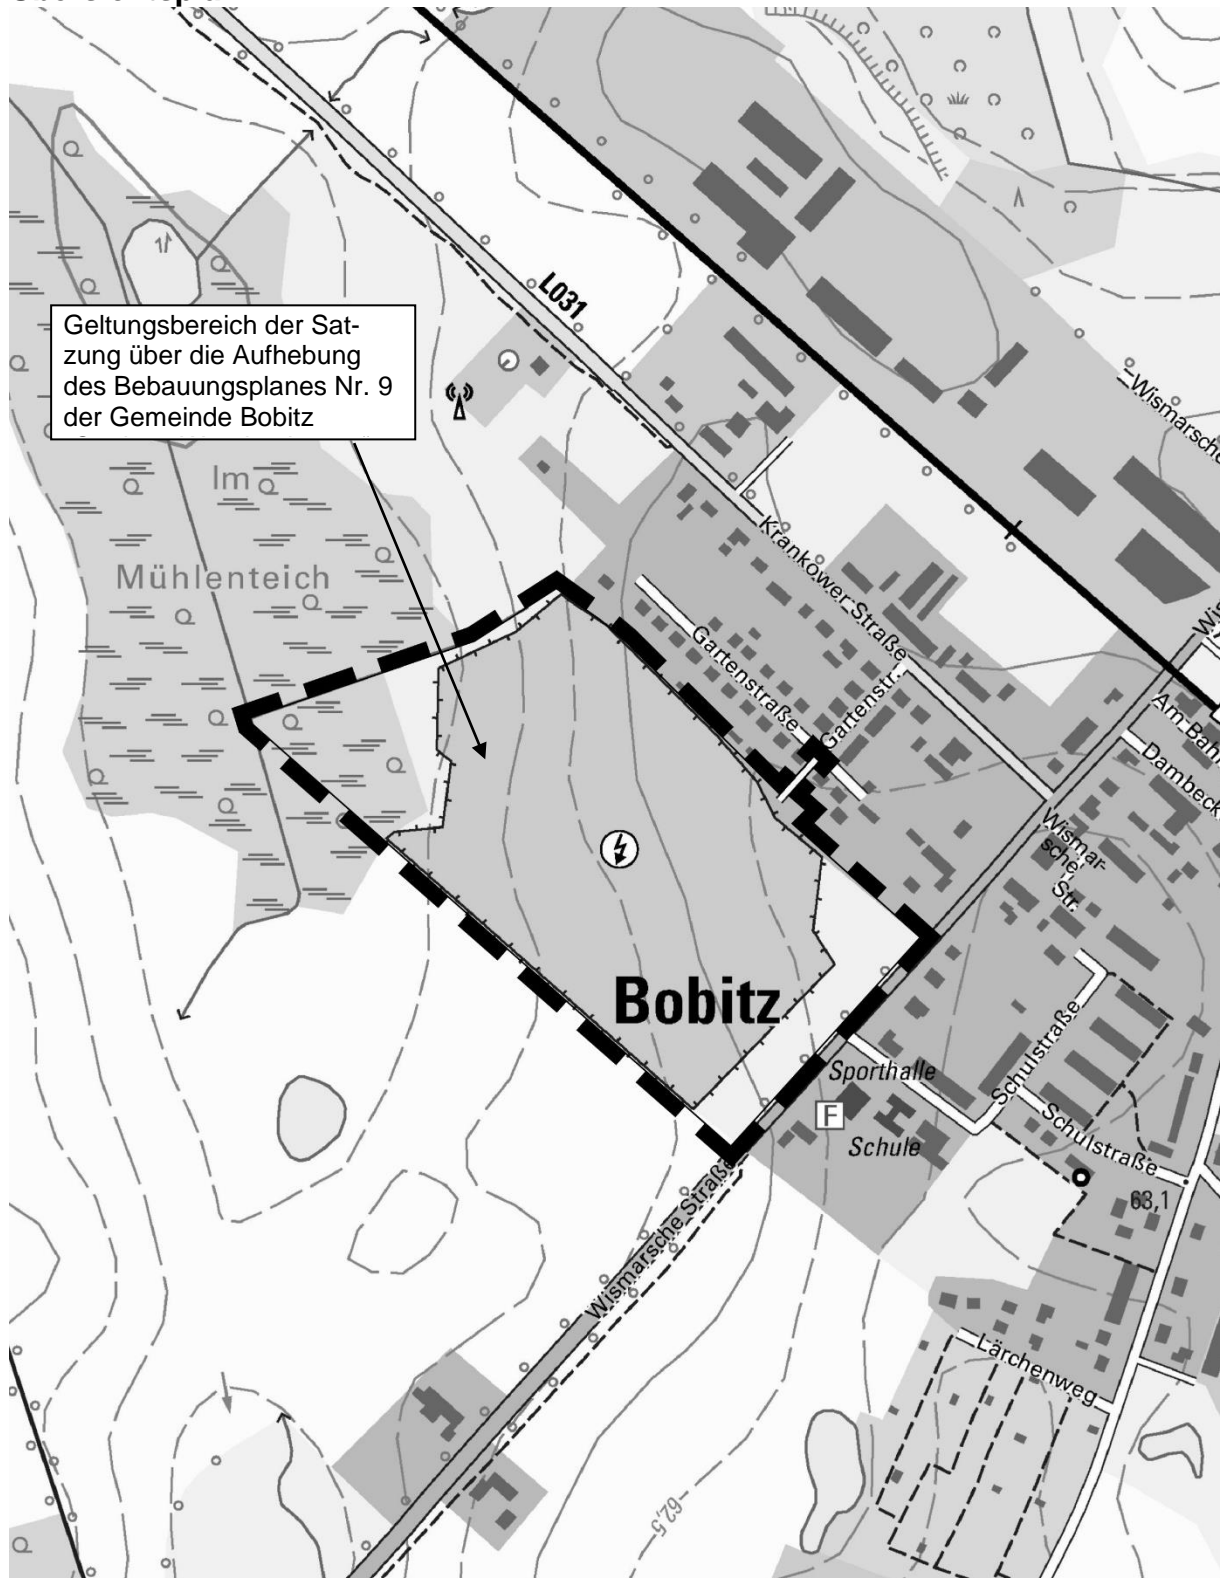 L031
Geltungsbereich der Sat-
zung über die Aufhebung
des Bebauungsplanes Nr. 9
der Gemeinde Bobitz
Wismarsche
Im
Mühlenteich
Krankower Straße
Gartenstraße
Gartenstr.
Wis
Am Bahn
Dambeck
Wismar-
sche
Str.
Bobitz
Sporthalle
F
Schule
Schulstraße
Schulstraße
63,1
Wismarsche Straße
Lärchenweg
62,5